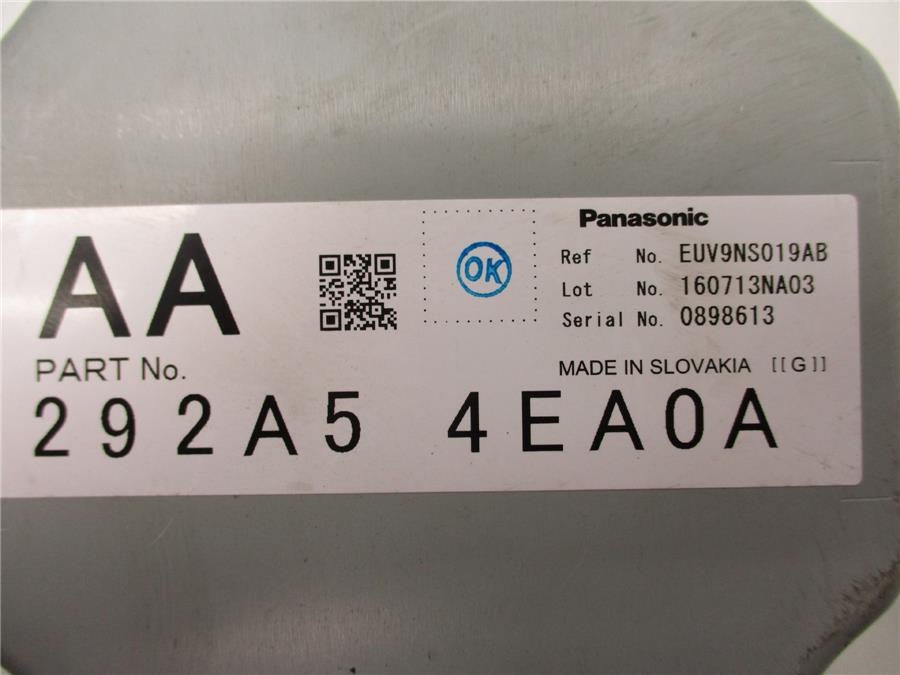 AA
OK
Panasonic
Ref No. EUV9NS019AB
Lot No. 160713NA03
Serial No. 0898613
MADE IN SLOVAKIA [[G]]
PART No.
292A5 4EA0A